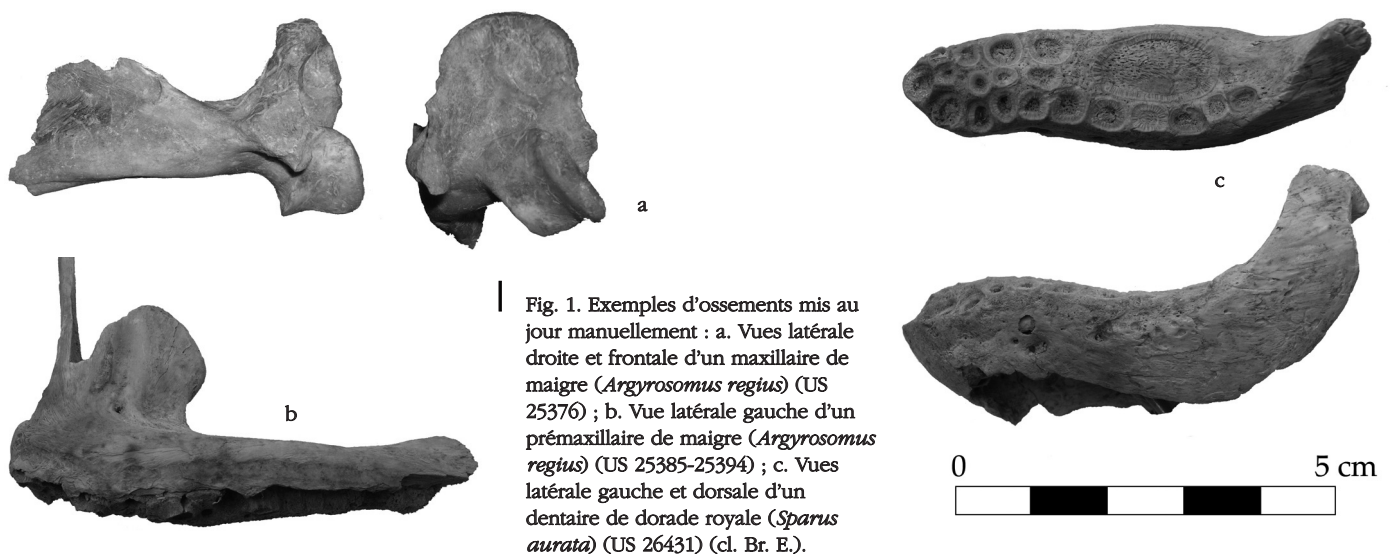 a
c
b
Fig. 1. Exemples d'ossements mis au
jour manuellement : a. Vues latérale
droite et frontale d'un maxillaire de
maigre (Argyrosomus regius) (US
25376) ; b. Vue latérale gauche d'un
prémaxillaire de maigre (Argyrosomus
regius) (US 25385-25394) ; c. Vues
latérale gauche et dorsale d'un
dentaire de dorade royale (Sparus
aurata) (US 26431) (cl. Br. E.).
0 5 cm